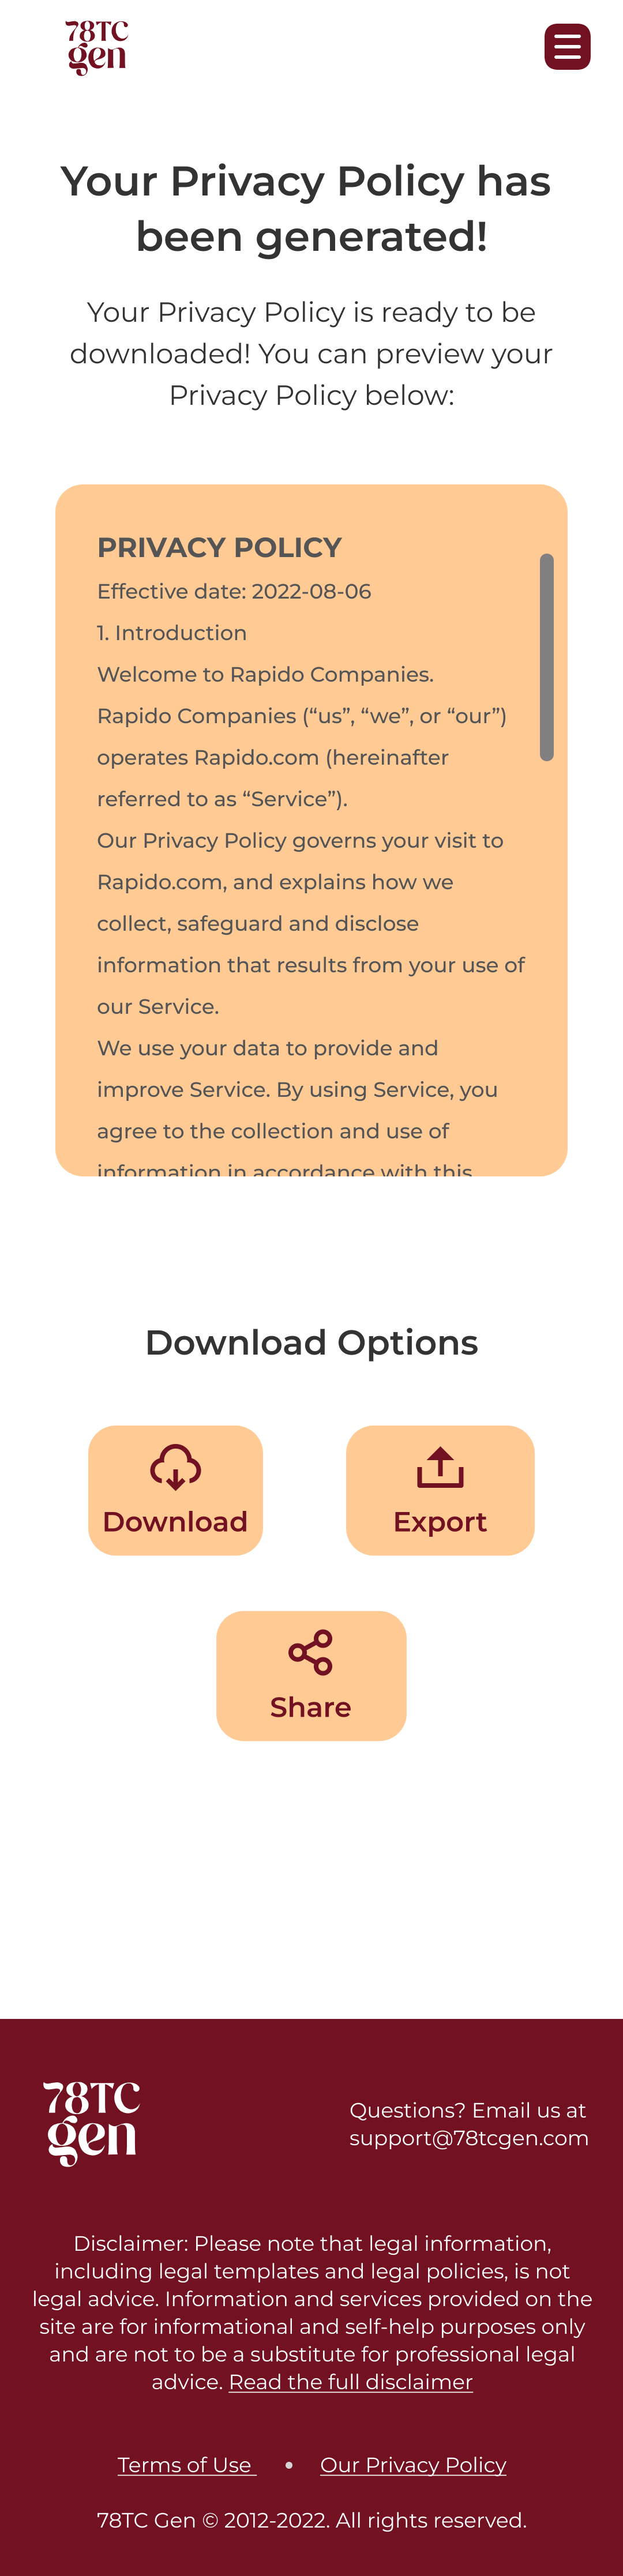 78TC
gen
Your Privacy Policy has
been generated!
Your Privacy Policy is ready to be
downloaded! You can preview your
Privacy Policy below:
PRIVACY POLICY
Effective date: 2022-08-06
1. Introduction
Welcome to Rapido Companies.
Rapido Companies (“us”, “we”, or “our”)
operates Rapido.com (hereinafter
referred to as “Service”).
Our Privacy Policy governs your visit to
Rapido.com, and explains how we
collect, safeguard and disclose
information that results from your use of
our Service.
We use your data to provide and
improve Service. By using Service, you
agree to the collection and use of
information in accordance with this
Download Options
Download
Export
Share
78TC
gen
Questions? Email us at
support@78tcgen.com
Disclaimer: Please note that legal information,
including legal templates and legal policies, is not
legal advice. Information and services provided on the
site are for informational and self-help purposes only
and are not to be a substitute for professional legal
advice. Read the full disclaimer
Terms of Use • Our Privacy Policy
78TC Gen © 2012-2022. All rights reserved.